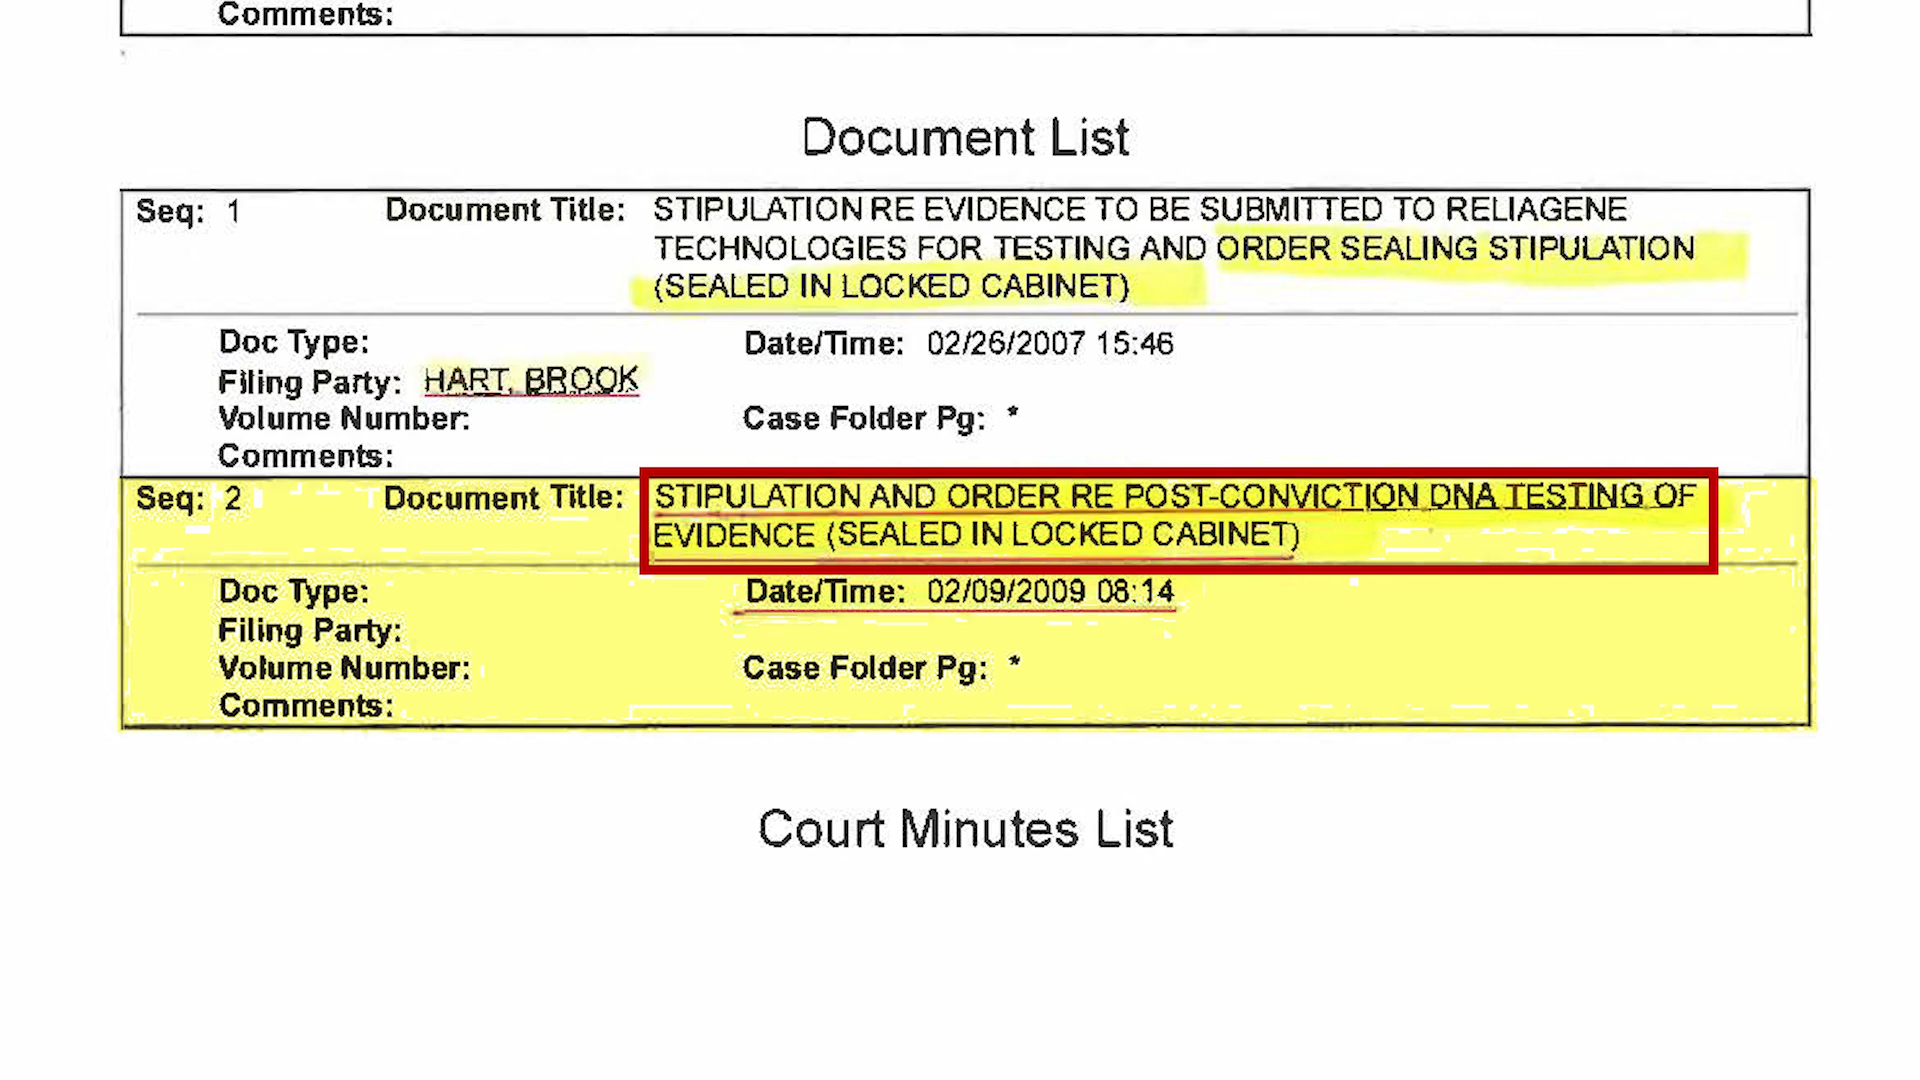 Comments:
Document List
Seq: 1 Document Title: STIPULATION RE EVIDENCE TO BE SUBMITTED TO RELIAGENE
TECHNOLOGIES FOR TESTING AND ORDER SEALING STIPULATION
(SEALED IN LOCKED CABINET)
Doc Type: Date/Time: 02/26/2007 15:46
Filing Party: HART, BROOK
Volume Number: Case Folder Pg: *
Comments:
Seq: 2 Document Title: STIPULATION AND ORDER RE POST-CONVICTION DNA TESTING OF
EVIDENCE (SEALED IN LOCKED CABINET)
Doc Type: Date/Time: 02/09/2009 08:14
Filing Party:
Volume Number: Case Folder Pg: *
Comments:
Court Minutes List